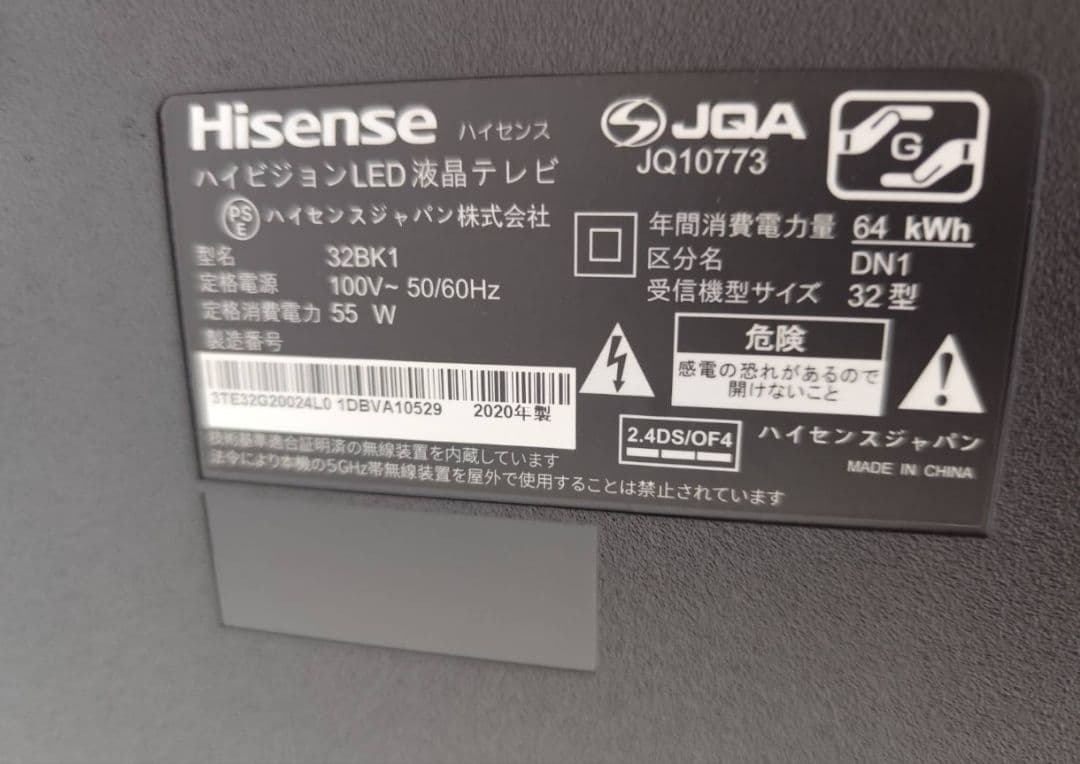 Hisense ハイセンス
ハイビジョンLED液晶テレビ
PS E ハイセンスジャパン株式会社
型名 32BK1
定格電源 100V~ 50/60Hz
定格消費電力 55 W
製造番号
3TE32G20024L0 1DBVA10529 2020年製
技術基準適合証明済の無線装置を内蔵しています
法令により本機の5GHz帯無線装置を屋外で使用することは禁止されています
JQA
JQ10773
G
年間消費電力量 64 kWh
区分名 DN1
受信機型サイズ 32型
危険
感電の恐れがあるので
開けないこと
2.4DS/OF4
ハイセンスジャパン
MADE IN CHINA